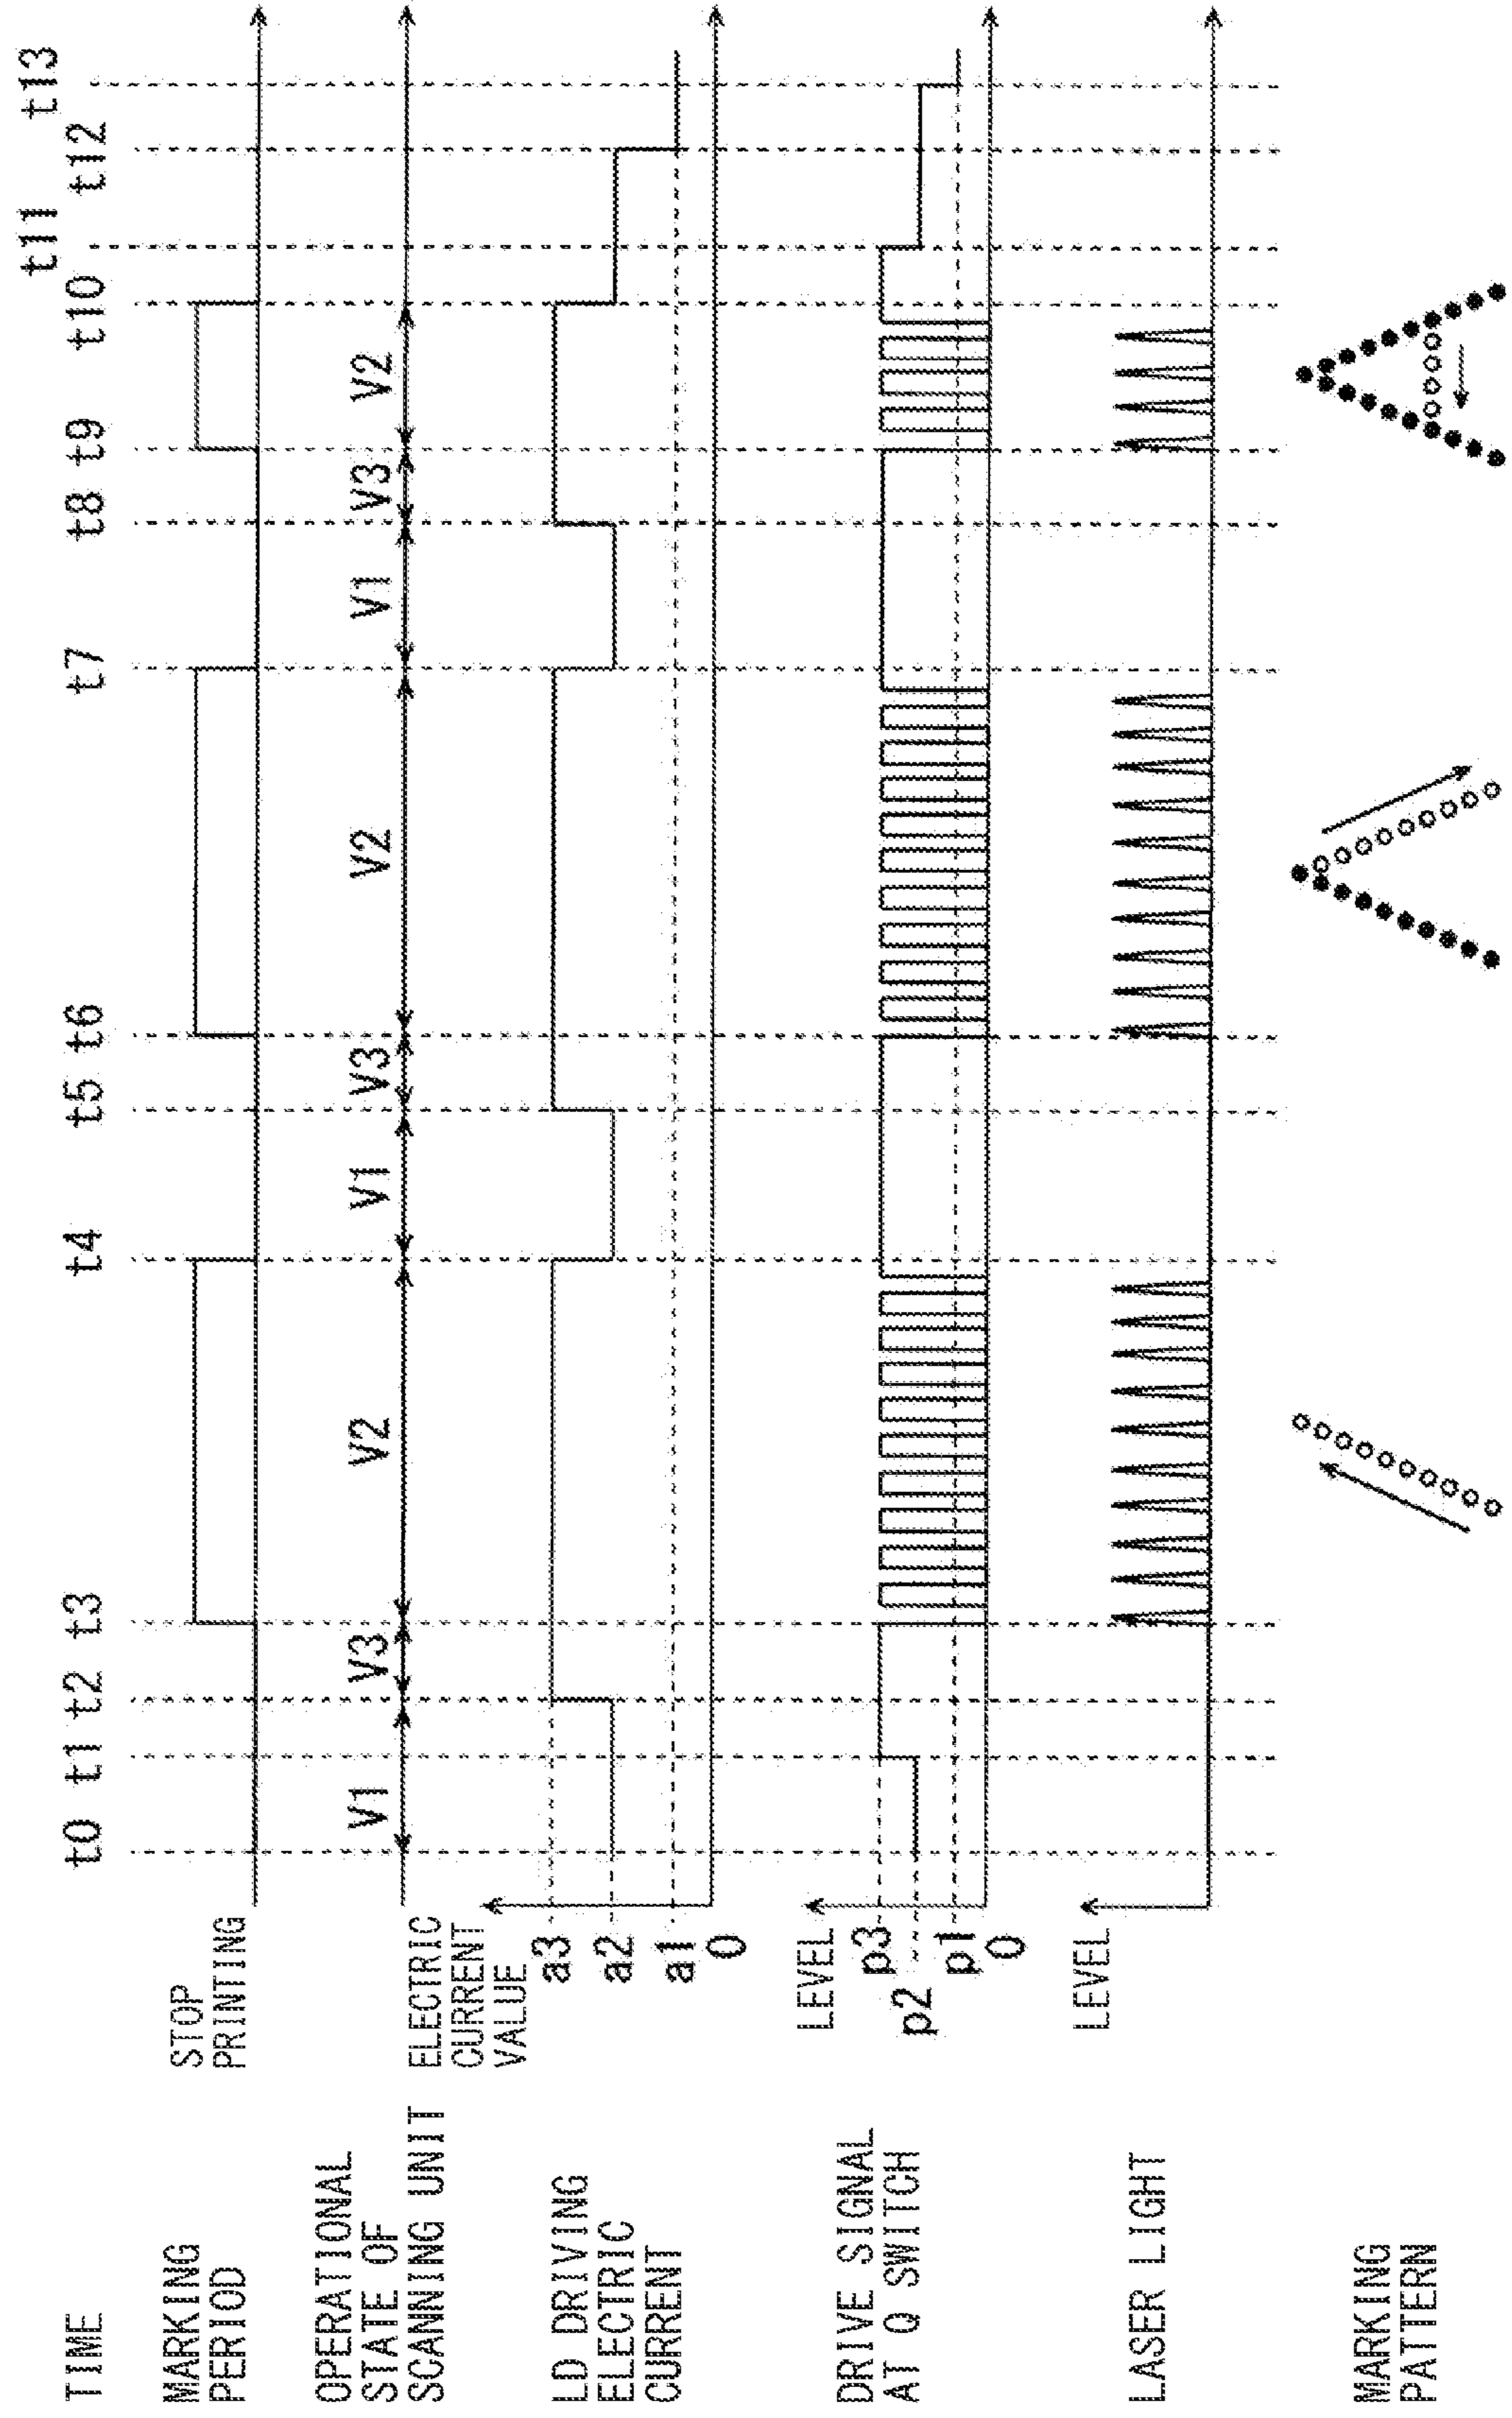 TIME
t0 t1 t2 t3 t4 t5 t6 t7 t8 t9 t10 t11 t12 t13
MARKING
PERIOD
STOP
PRINTING
OPERATIONAL
STATE OF
SCANNING UNIT
V1 V3 V2 V1 V3 V2 V1 V3 V2
LD DRIVING
ELECTRIC
CURRENT
ELECTRIC
CURRENT
VALUE
a3
a2
a1
0
DRIVE SIGNAL
AT Q SWITCH
LEVEL
p3
p2
p1
0
LASER LIGHT
LEVEL
MARKING
PATTERN